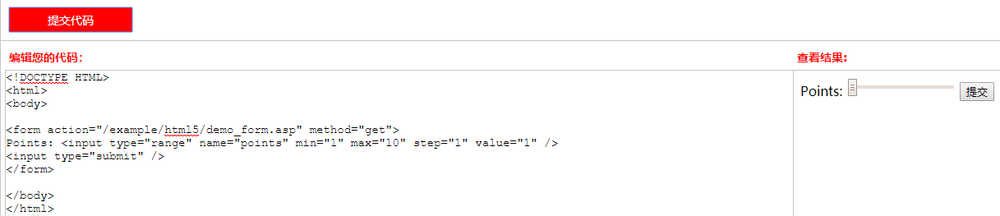 提交代码
编辑您的代码：
查看结果:
<!DOCTYPE HTML>
<html>
<body>
<form action="/example/html5/demo_form.asp" method="get">
Points: <input type="range" name="points" min="1" max="10" step="1" value="1" />
<input type="submit" />
</form>
</body>
</html>
Points:
提交